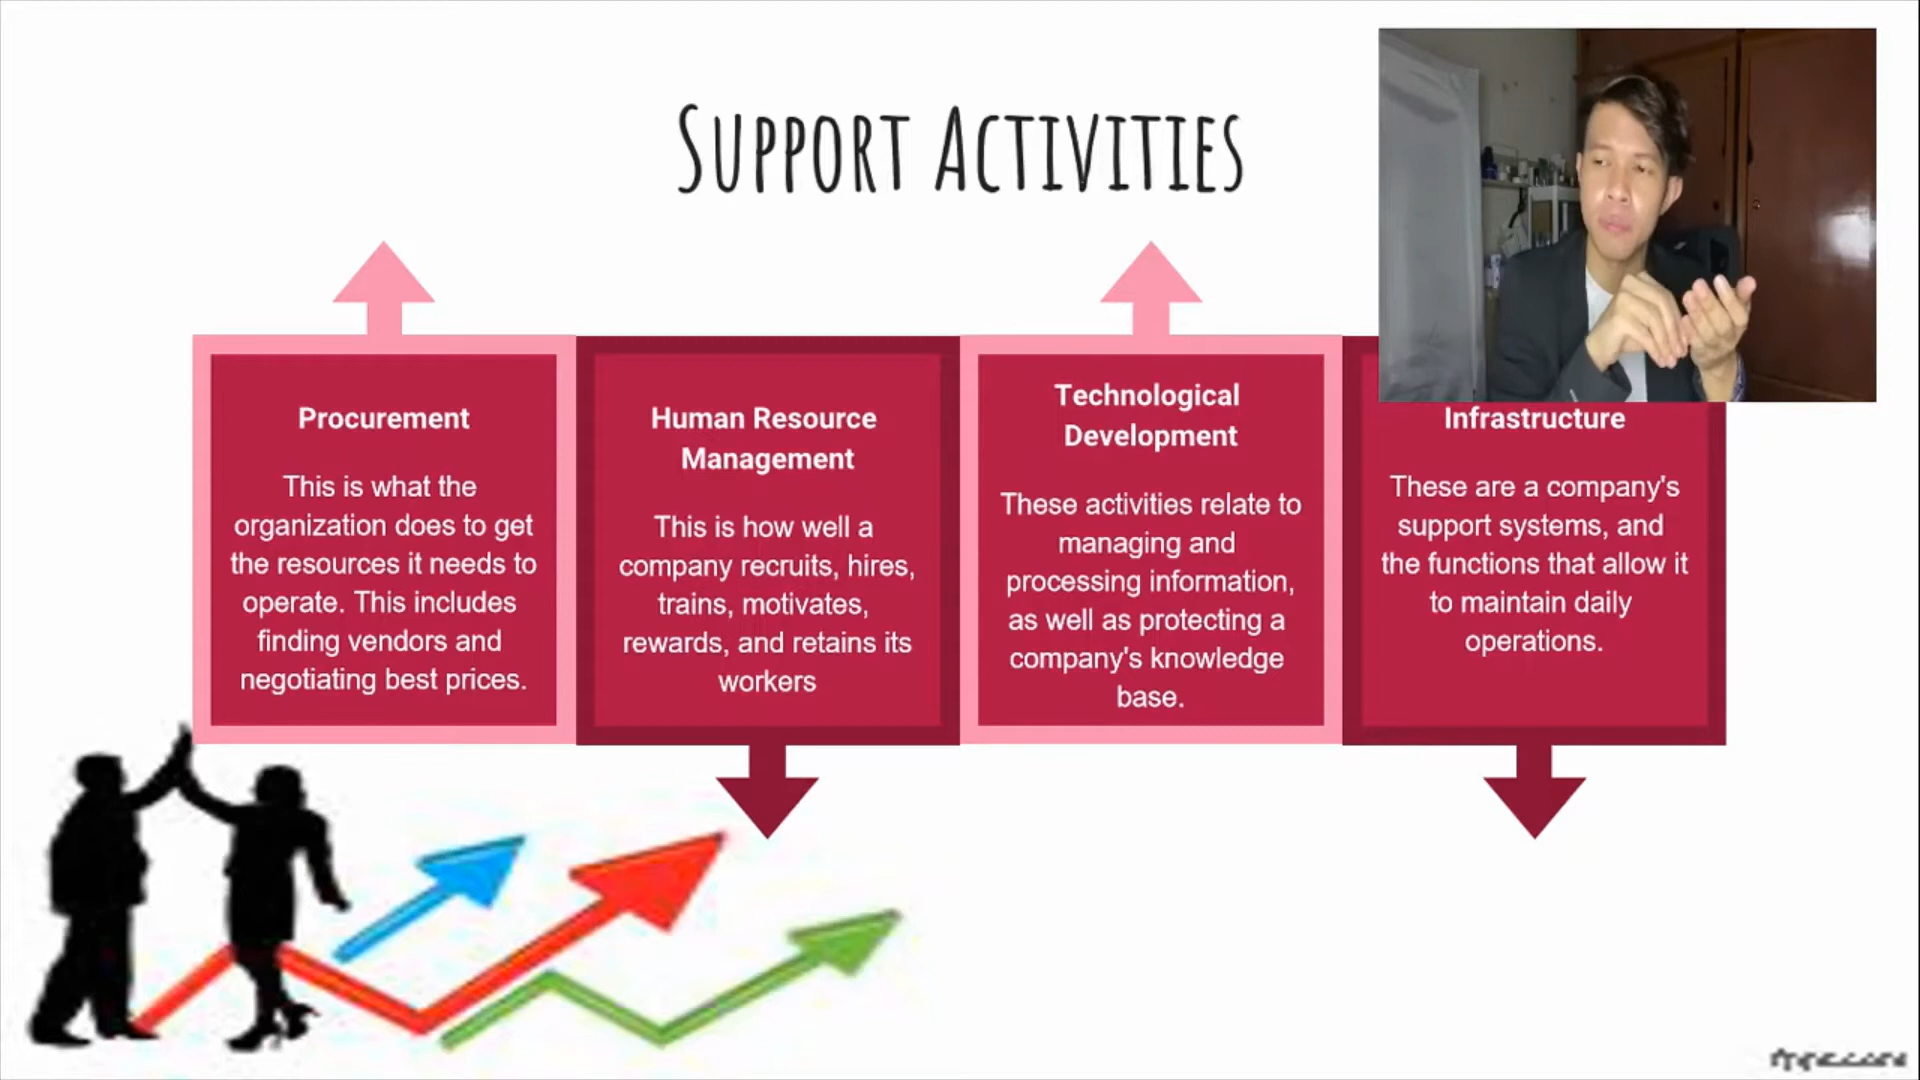 Support Activities
Procurement
This is what the
organization does to get
the resources it needs to
operate. This includes
finding vendors and
negotiating best prices.
Human Resource
Management
This is how well a
company recruits, hires,
trains, motivates,
rewards, and retains its
workers
Technological
Development
These activities relate to
managing and
processing information,
as well as protecting a
company's knowledge
base.
Infrastructure
These are a company's
support systems, and
the functions that allow it
to maintain daily
operations.